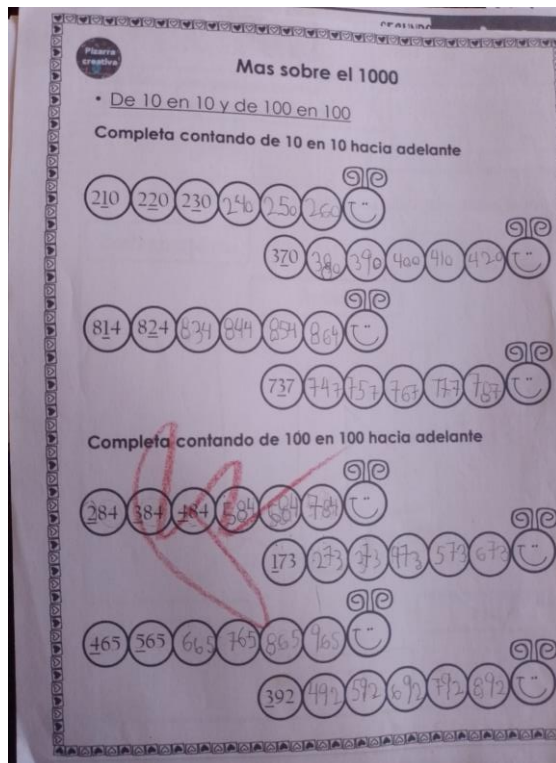 Pizarra
creativa
Mas sobre el 1000
• De 10 en 10 y de 100 en 100
Completa contando de 10 en 10 hacia adelante
210 220 230 240 250 260
370 380 390 400 410 420
814 824 834 844 854 864
737 747 757 767 777 787
Completa contando de 100 en 100 hacia adelante
284 384 484 584 684 784
173 273 373 473 573 673
465 565 665 765 865 965
392 492 592 692 792 892